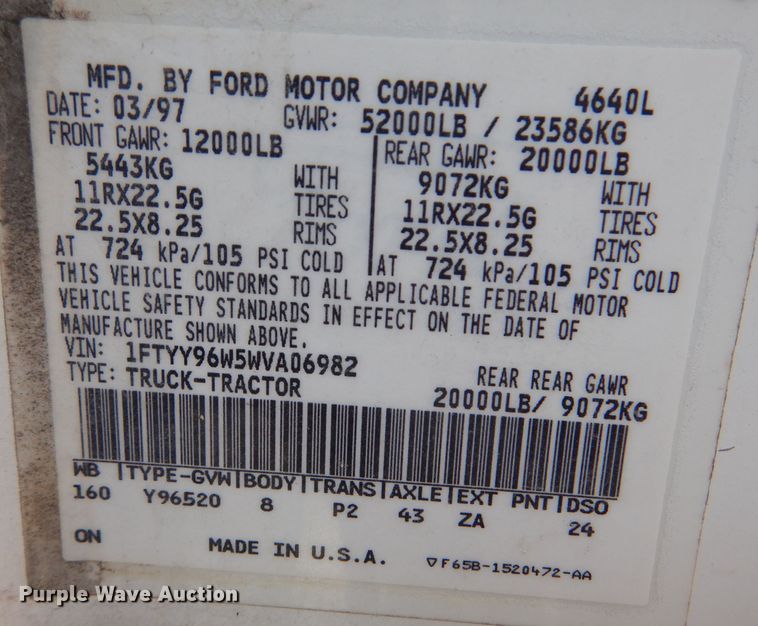 MFD. BY FORD MOTOR COMPANY 4640L
DATE: 03/97 GVWR: 52000LB / 23586KG
FRONT GAWR: 12000LB REAR GAWR: 20000LB
5443KG WITH 9072KG WITH
11RX22.5G TIRES 11RX22.5G TIRES
22.5X8.25 RIMS 22.5X8.25 RIMS
AT 724 kPa/105 PSI COLD AT 724 kPa/105 PSI COLD
THIS VEHICLE CONFORMS TO ALL APPLICABLE FEDERAL MOTOR
VEHICLE SAFETY STANDARDS IN EFFECT ON THE DATE OF
MANUFACTURE SHOWN ABOVE.
VIN: 1FTYY96W5WVA06982
TYPE: TRUCK-TRACTOR REAR REAR GAWR
20000LB/ 9072KG
WB TYPE-GVW BODY TRANS AXLE EXT PNT DSO
160 Y96520 8 P2 43 ZA 24
ON MADE IN U.S.A. ▽F65B-1520472-AA
Purple Wave Auction®